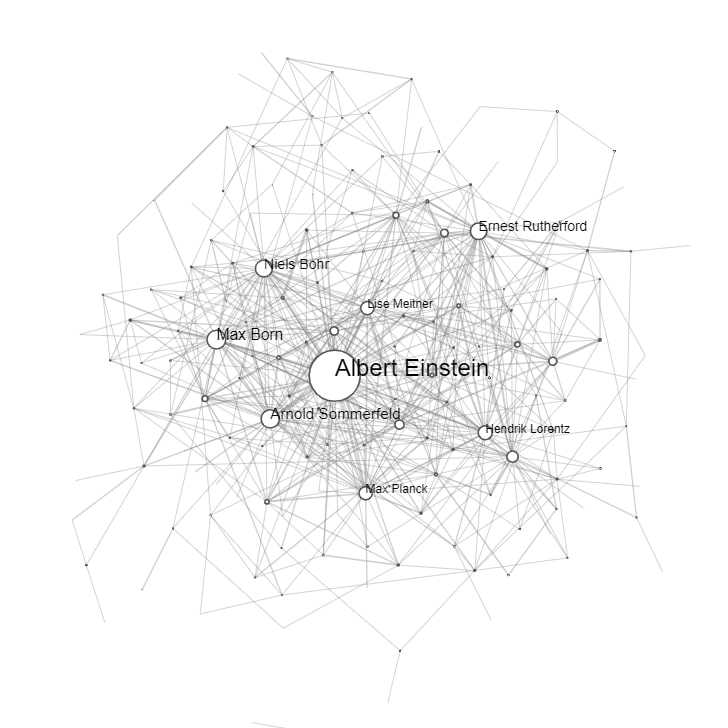 Ernest Rutherford
Niels Bohr
Lise Meitner
Max Born
Albert Einstein
Arnold Sommerfeld
Hendrik Lorentz
Max Planck